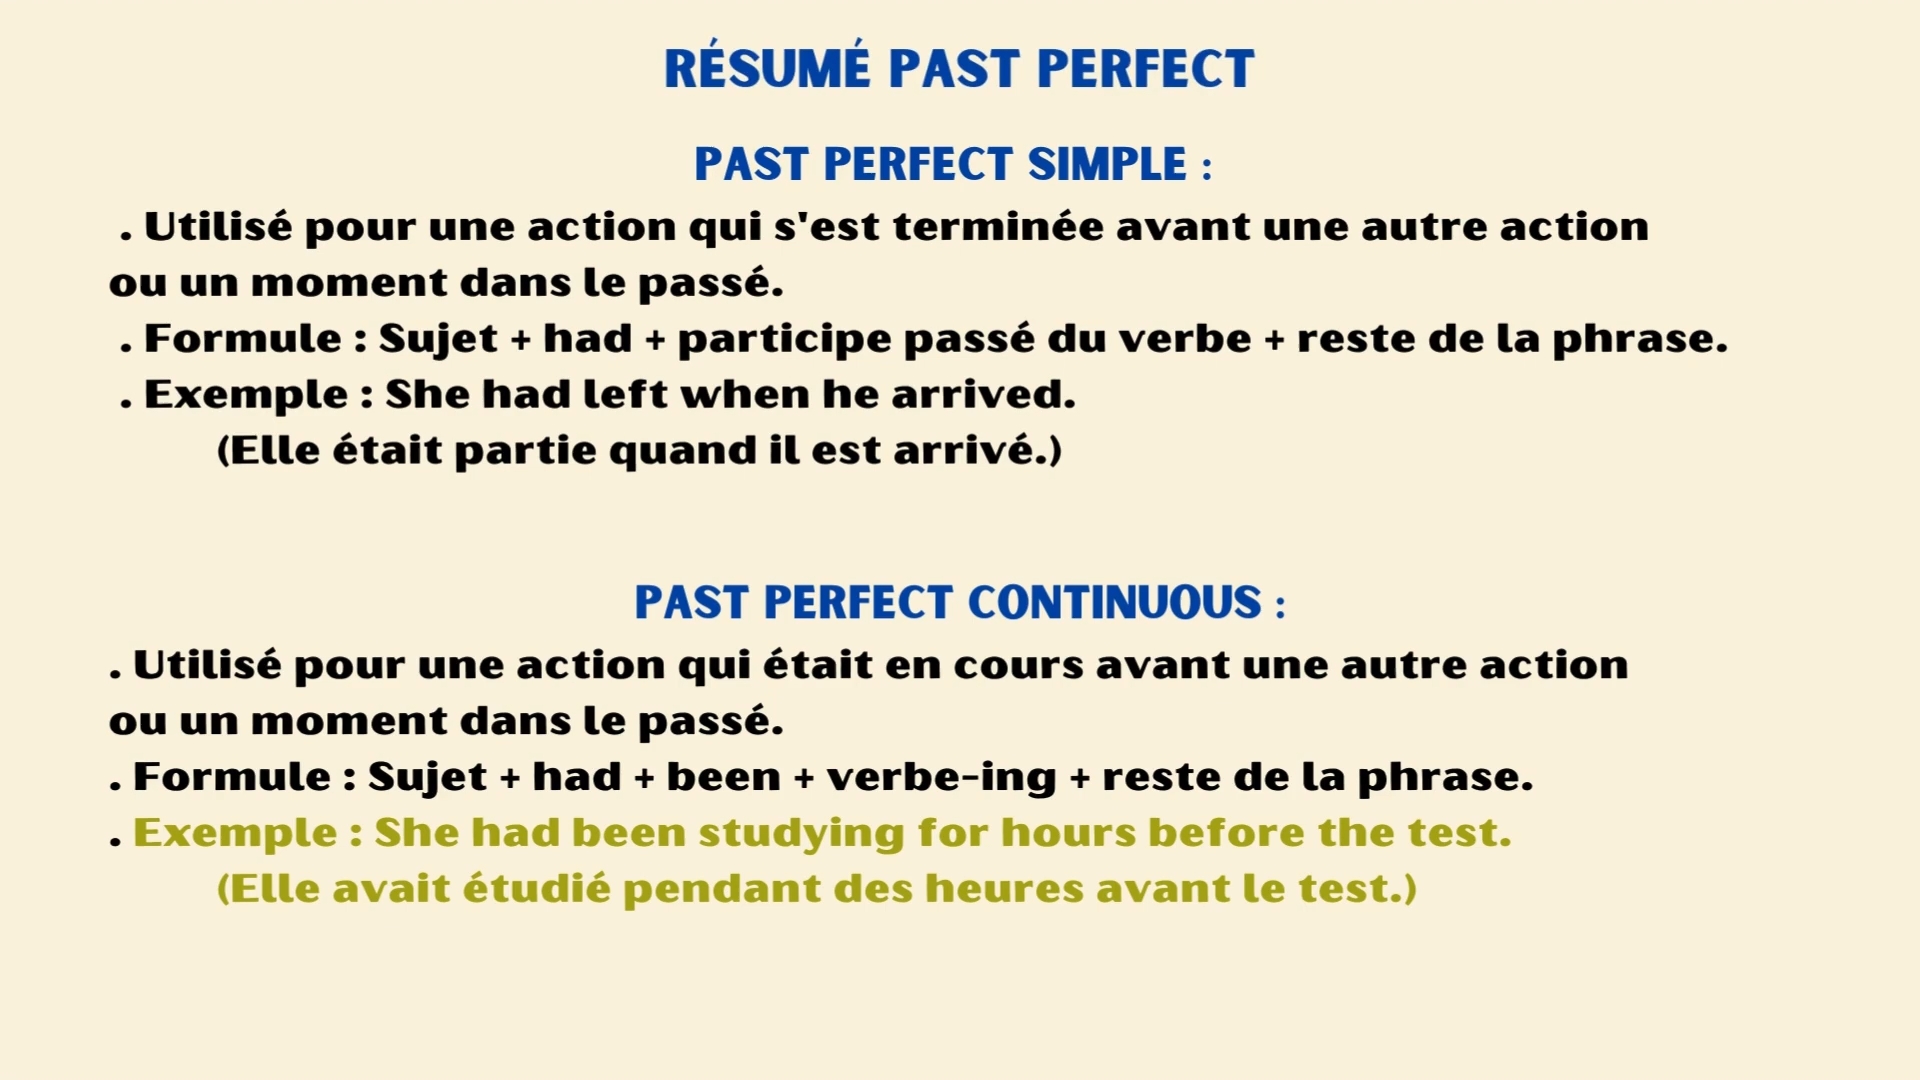 RÉSUMÉ PAST PERFECT
PAST PERFECT SIMPLE :
. Utilisé pour une action qui s'est terminée avant une autre action
ou un moment dans le passé.
. Formule : Sujet + had + participe passé du verbe + reste de la phrase.
. Exemple : She had left when he arrived.
(Elle était partie quand il est arrivé.)
PAST PERFECT CONTINUOUS :
. Utilisé pour une action qui était en cours avant une autre action
ou un moment dans le passé.
. Formule : Sujet + had + been + verbe-ing + reste de la phrase.
. Exemple : She had been studying for hours before the test.
(Elle avait étudié pendant des heures avant le test.)